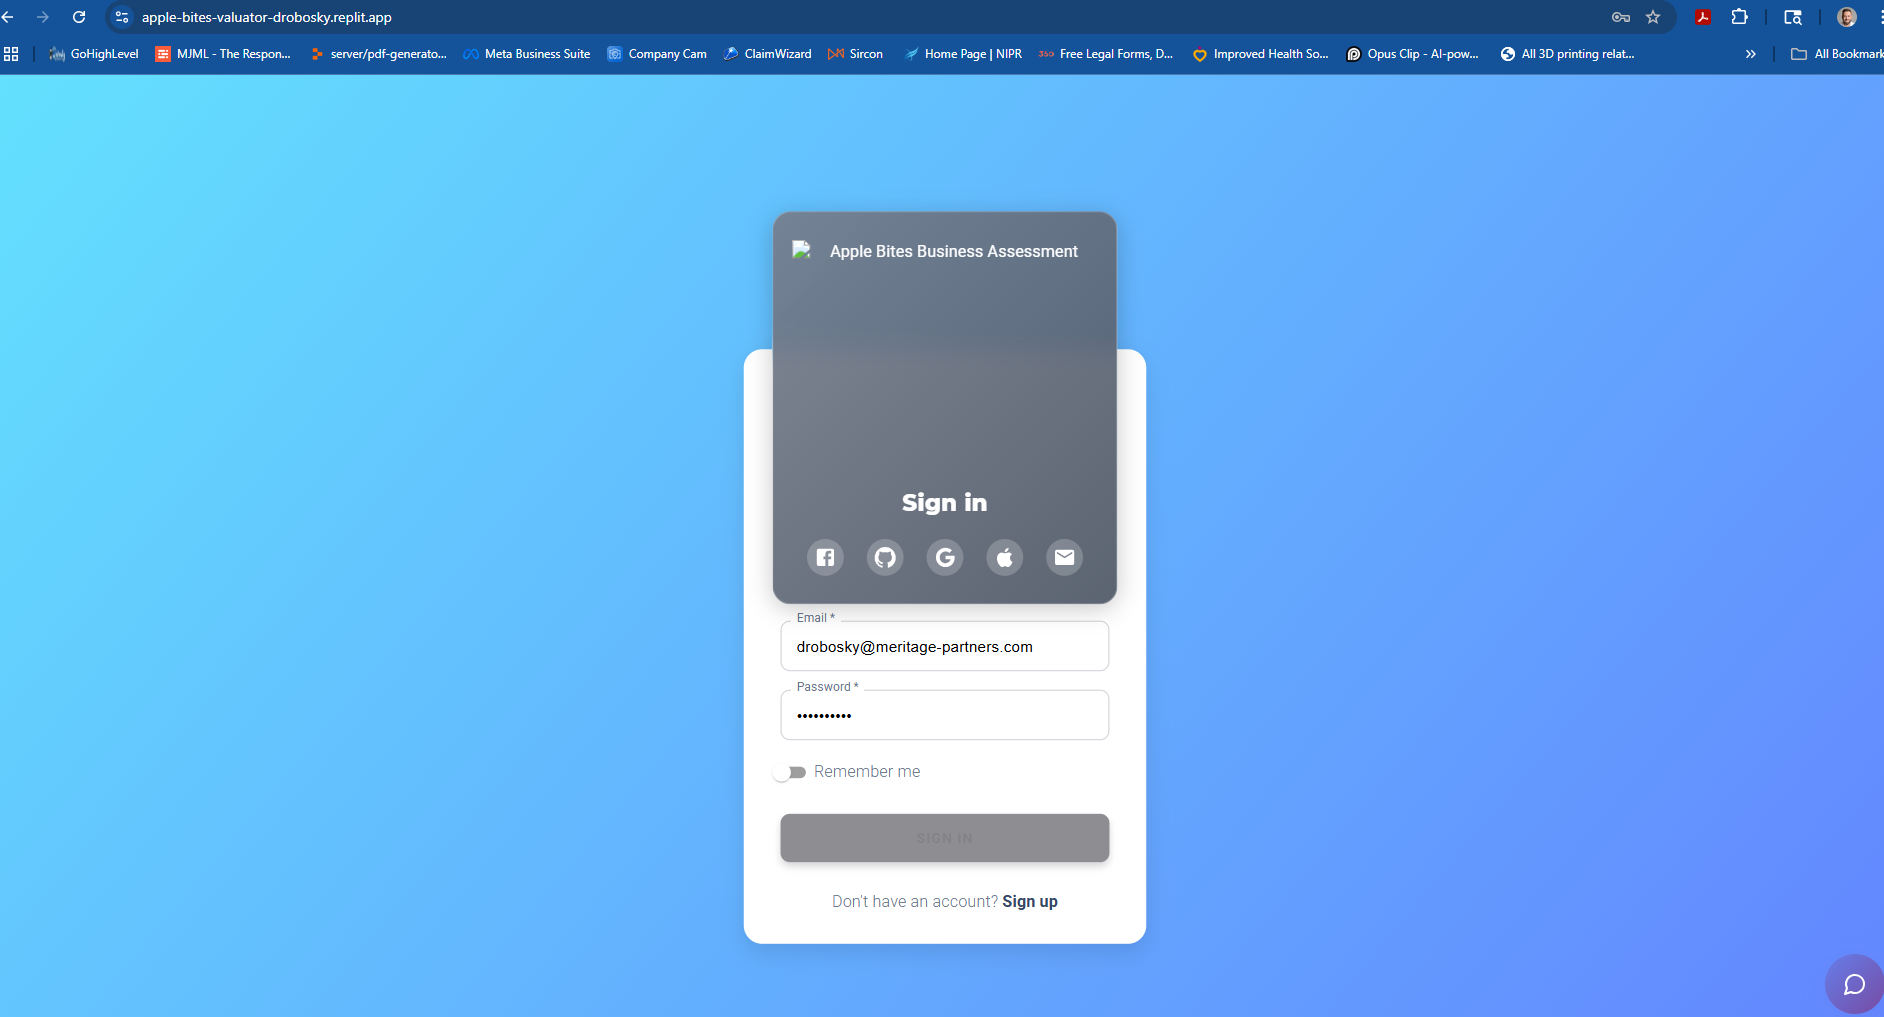 apple-bites-valuator-drobosky.replit.app
GoHighLevel MJML - The Respon... server/pdf-generato... Meta Business Suite Company Cam ClaimWizard Sircon Home Page | NIPR 360 Free Legal Forms, D... Improved Health So... Opus Clip - AI-pow... All 3D printing relat... » All Bookmark
Apple Bites Business Assessment
Sign in
Email *
drobosky@meritage-partners.com
Password *
••••••••••
Remember me
SIGN IN
Don't have an account? Sign up